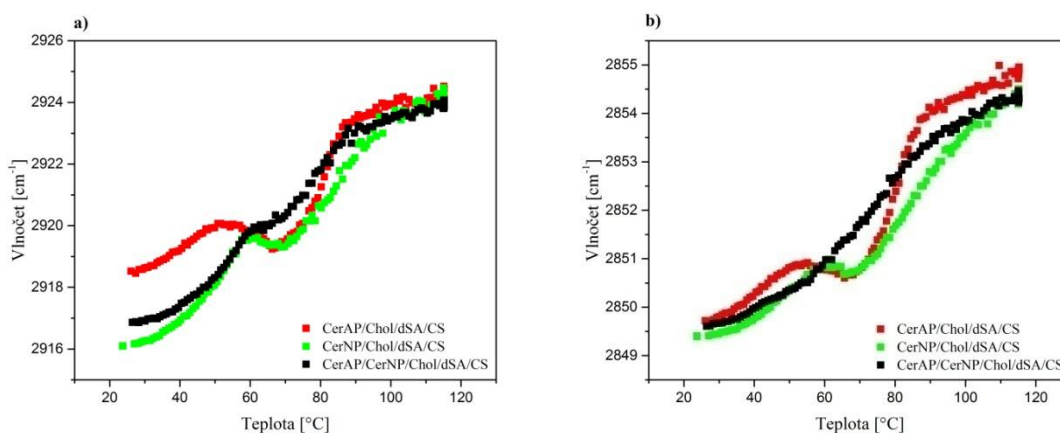 a)
2926
2924
2922
2920
2918
2916
Vlnočet [cm⁻¹]
20 40 60 80 100 120
Teplota [°C]
CerAP/Chol/dSA/CS
CerNP/Chol/dSA/CS
CerAP/CerNP/Chol/dSA/CS
b)
2855
2854
2853
2852
2851
2850
2849
Vlnočet [cm⁻¹]
20 40 60 80 100 120
Teplota [°C]
CerAP/Chol/dSA/CS
CerNP/Chol/dSA/CS
CerAP/CerNP/Chol/dSA/CS